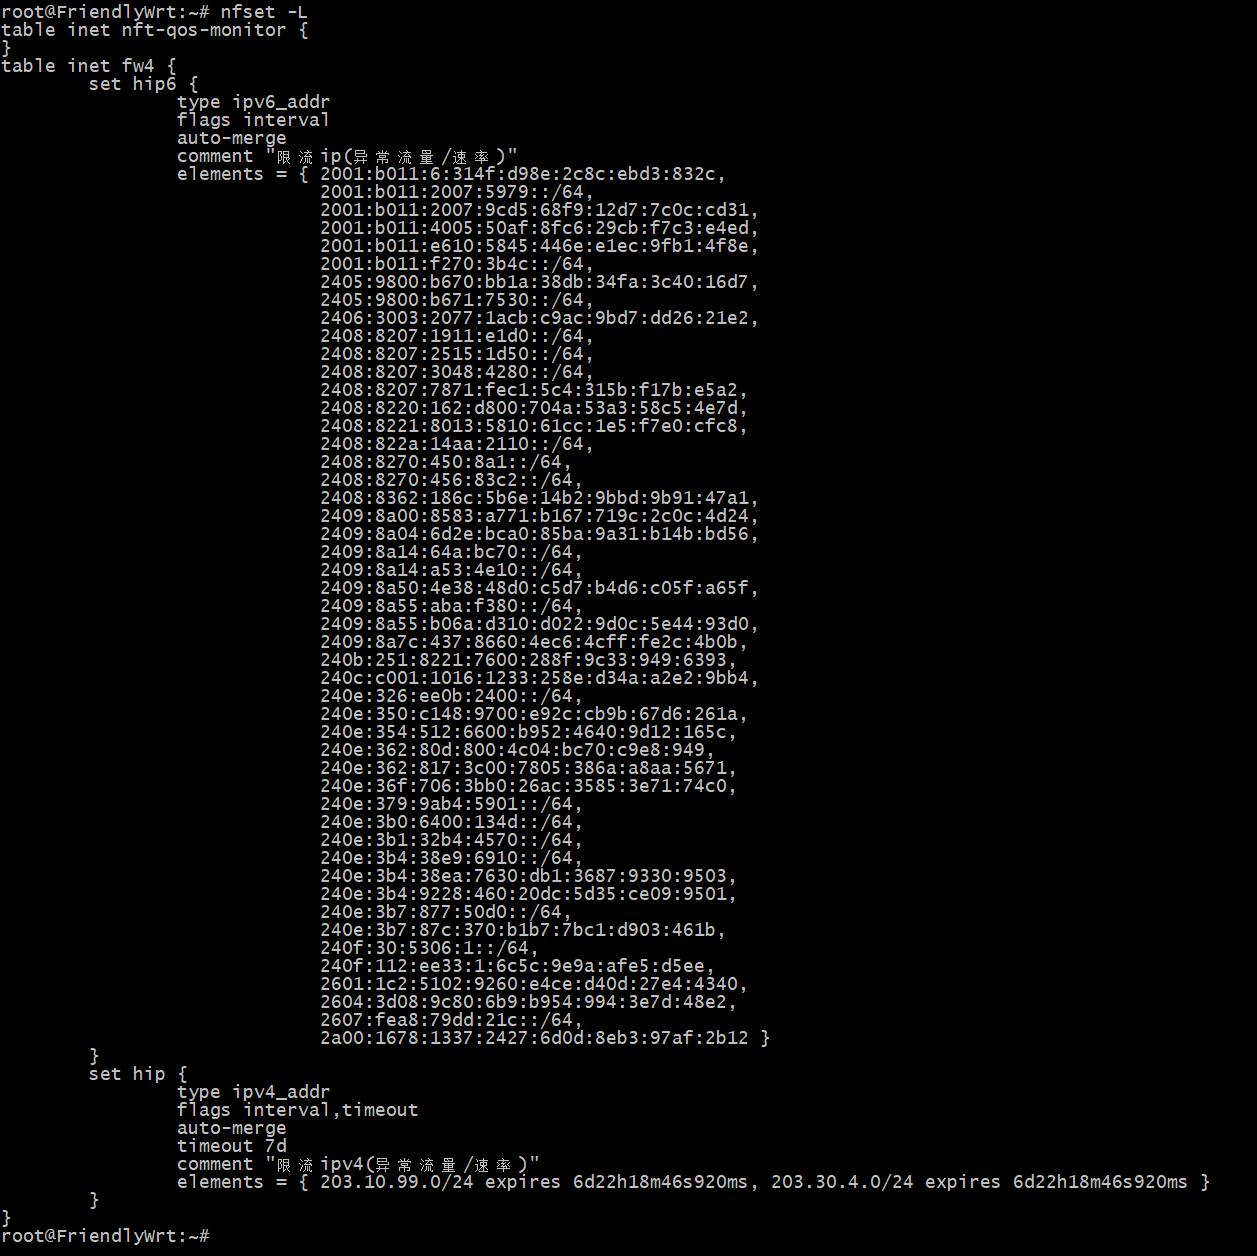 root@FriendlyWrt:~# nfset -L
table inet nft-qos-monitor {
}
table inet fw4 {
set hip6 {
type ipv6_addr
flags interval
auto-merge
comment "限流ip(异常流量/速率)"
elements = { 2001:b011:6:314f:d98e:2c8c:ebd3:832c,
2001:b011:2007:5979::/64,
2001:b011:2007:9cd5:68f9:12d7:7c0c:cd31,
2001:b011:4005:50af:8fc6:29cb:f7c3:e4ed,
2001:b011:e610:5845:446e:e1ec:9fb1:4f8e,
2001:b011:f270:3b4c::/64,
2405:9800:b670:bb1a:38db:34fa:3c40:16d7,
2405:9800:b671:7530::/64,
2406:3003:2077:1acb:c9ac:9bd7:dd26:21e2,
2408:8207:1911:e1d0::/64,
2408:8207:2515:1d50::/64,
2408:8207:3048:4280::/64,
2408:8207:7871:fec1:5c4:315b:f17b:e5a2,
2408:8220:162:d800:704a:53a3:58c5:4e7d,
2408:8221:8013:5810:61cc:1e5:f7e0:cfc8,
2408:822a:14aa:2110::/64,
2408:8270:450:8a1::/64,
2408:8270:456:83c2::/64,
2408:8362:186c:5b6e:14b2:9bbd:9b91:47a1,
2409:8a00:8583:a771:b167:719c:2c0c:4d24,
2409:8a04:6d2e:bca0:85ba:9a31:b14b:bd56,
2409:8a14:64a:bc70::/64,
2409:8a14:a53:4e10::/64,
2409:8a50:4e38:48d0:c5d7:b4d6:c05f:a65f,
2409:8a55:aba:f380::/64,
2409:8a55:b06a:d310:d022:9d0c:5e44:93d0,
2409:8a7c:437:8660:4ec6:4cff:fe2c:4b0b,
240b:251:8221:7600:288f:9c33:949:6393,
240c:c001:1016:1233:258e:d34a:a2e2:9bb4,
240e:326:ee0b:2400::/64,
240e:350:c148:9700:e92c:cb9b:67d6:261a,
240e:354:512:6600:b952:4640:9d12:165c,
240e:362:80d:800:4c04:bc70:c9e8:949,
240e:362:817:3c00:7805:386a:a8aa:5671,
240e:36f:706:3bb0:26ac:3585:3e71:74c0,
240e:379:9ab4:5901::/64,
240e:3b0:6400:134d::/64,
240e:3b1:32b4:4570::/64,
240e:3b4:38e9:6910::/64,
240e:3b4:38ea:7630:db1:3687:9330:9503,
240e:3b4:9228:460:20dc:5d35:ce09:9501,
240e:3b7:877:50d0::/64,
240e:3b7:87c:370:b1b7:7bc1:d903:461b,
240f:30:5306:1::/64,
240f:112:ee33:1:6c5c:9e9a:afe5:d5ee,
2601:1c2:5102:9260:e4ce:d40d:27e4:4340,
2604:3d08:9c80:6b9:b954:994:3e7d:48e2,
2607:fea8:79dd:21c::/64,
2a00:1678:1337:2427:6d0d:8eb3:97af:2b12 }
}
set hip {
type ipv4_addr
flags interval,timeout
auto-merge
timeout 7d
comment "限流ipv4(异常流量/速率)"
elements = { 203.10.99.0/24 expires 6d22h18m46s920ms, 203.30.4.0/24 expires 6d22h18m46s920ms }
}
}
root@FriendlyWrt:~#